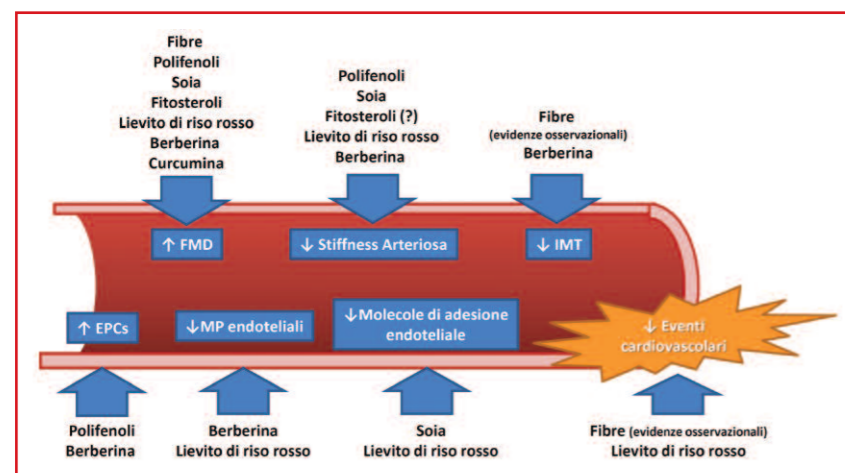 Fibre
Polifenoli
Soia
Fitosteroli
Lievito di riso rosso
Berberina
Curcumina
Polifenoli
Soia
Fitosteroli (?)
Lievito di riso rosso
Berberina
Fibre
(evidenze osservazionali)
Berberina
↑ FMD
↓ Stiffness Arteriosa
↓ IMT
↑ EPCs
↓MP endoteliali
↓Molecole di adesione
endoteliale
↓ Eventi
cardiovascolari
Polifenoli
Berberina
Berberina
Lievito di riso rosso
Soia
Lievito di riso rosso
Fibre (evidenze osservazionali)
Lievito di riso rosso